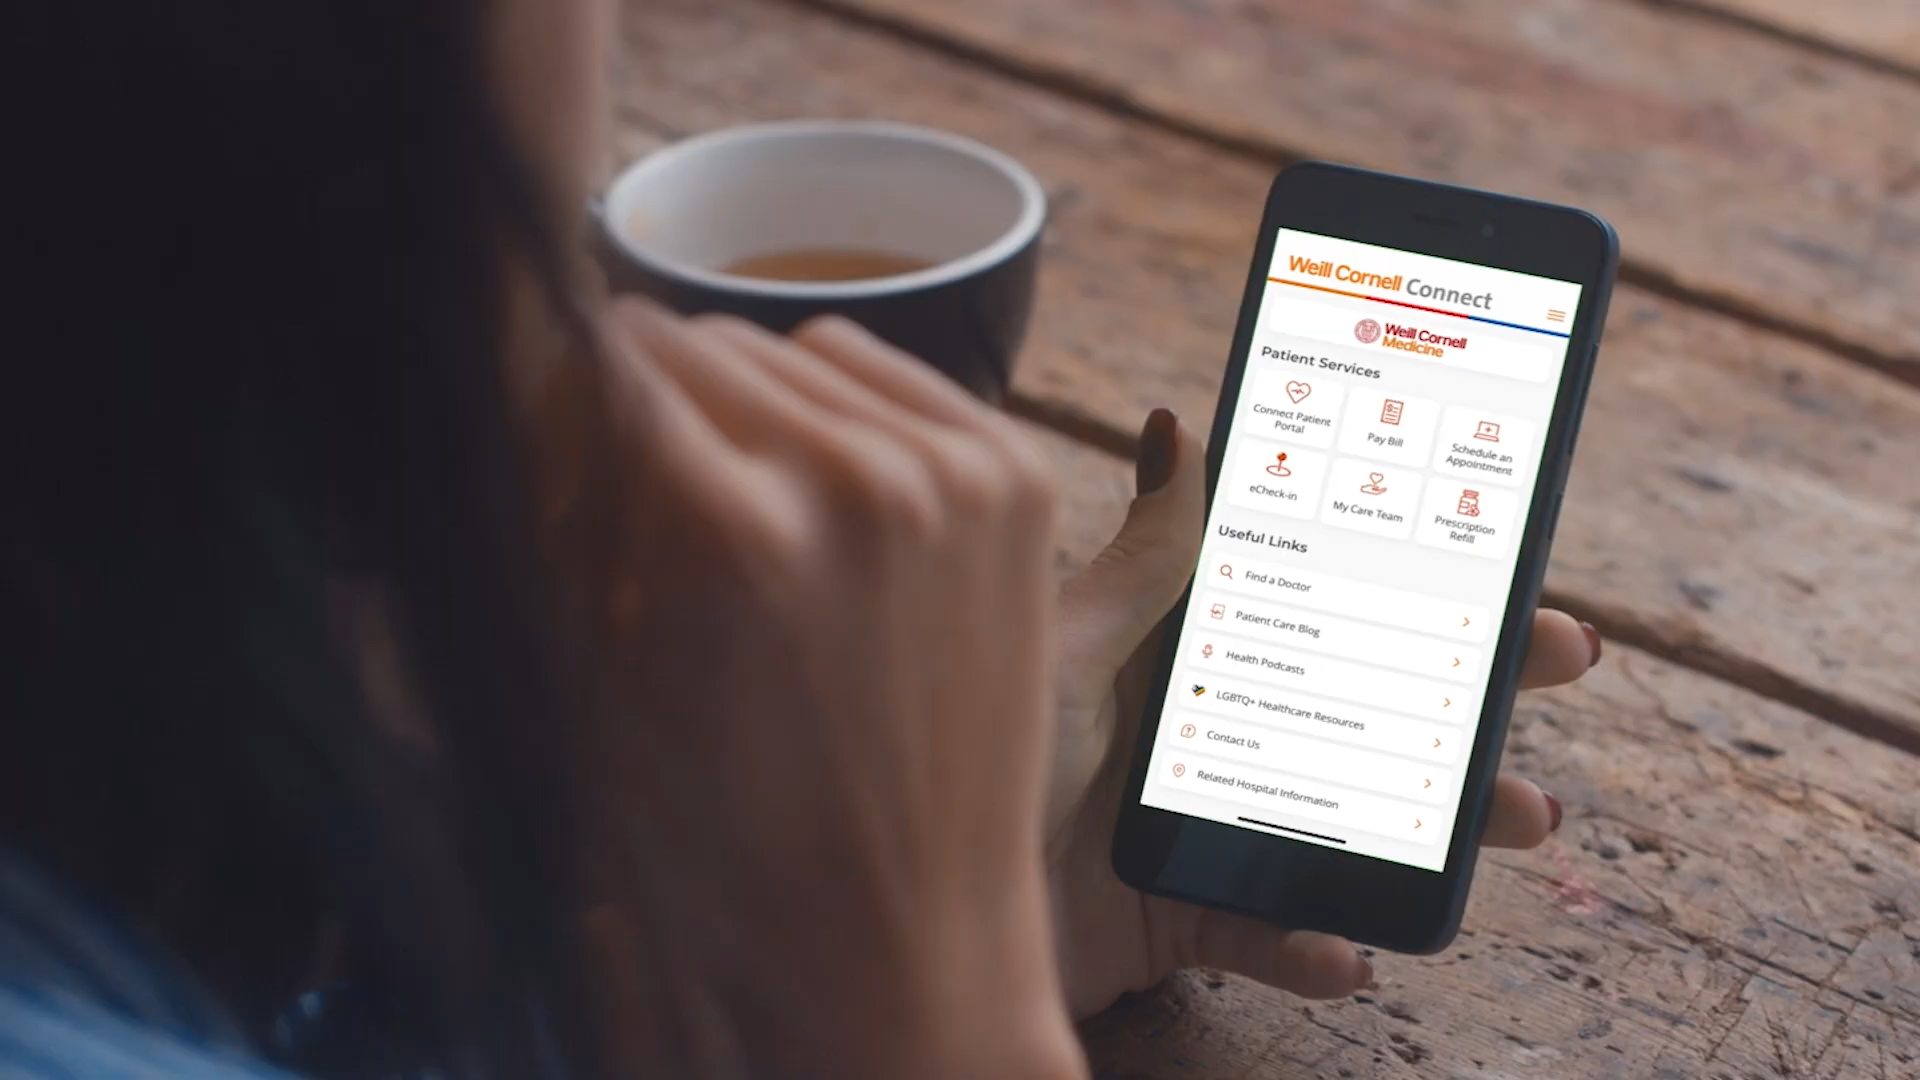 Weill Cornell Connect
Weill Cornell
Medicine
Patient Services
Connect Patient
Portal
Pay Bill
Schedule an
Appointment
eCheck-in
My Care Team
Prescription
Refill
Useful Links
Find a Doctor
Patient Care Blog
Health Podcasts
LGBTQ+ Healthcare Resources
Contact Us
Related Hospital Information